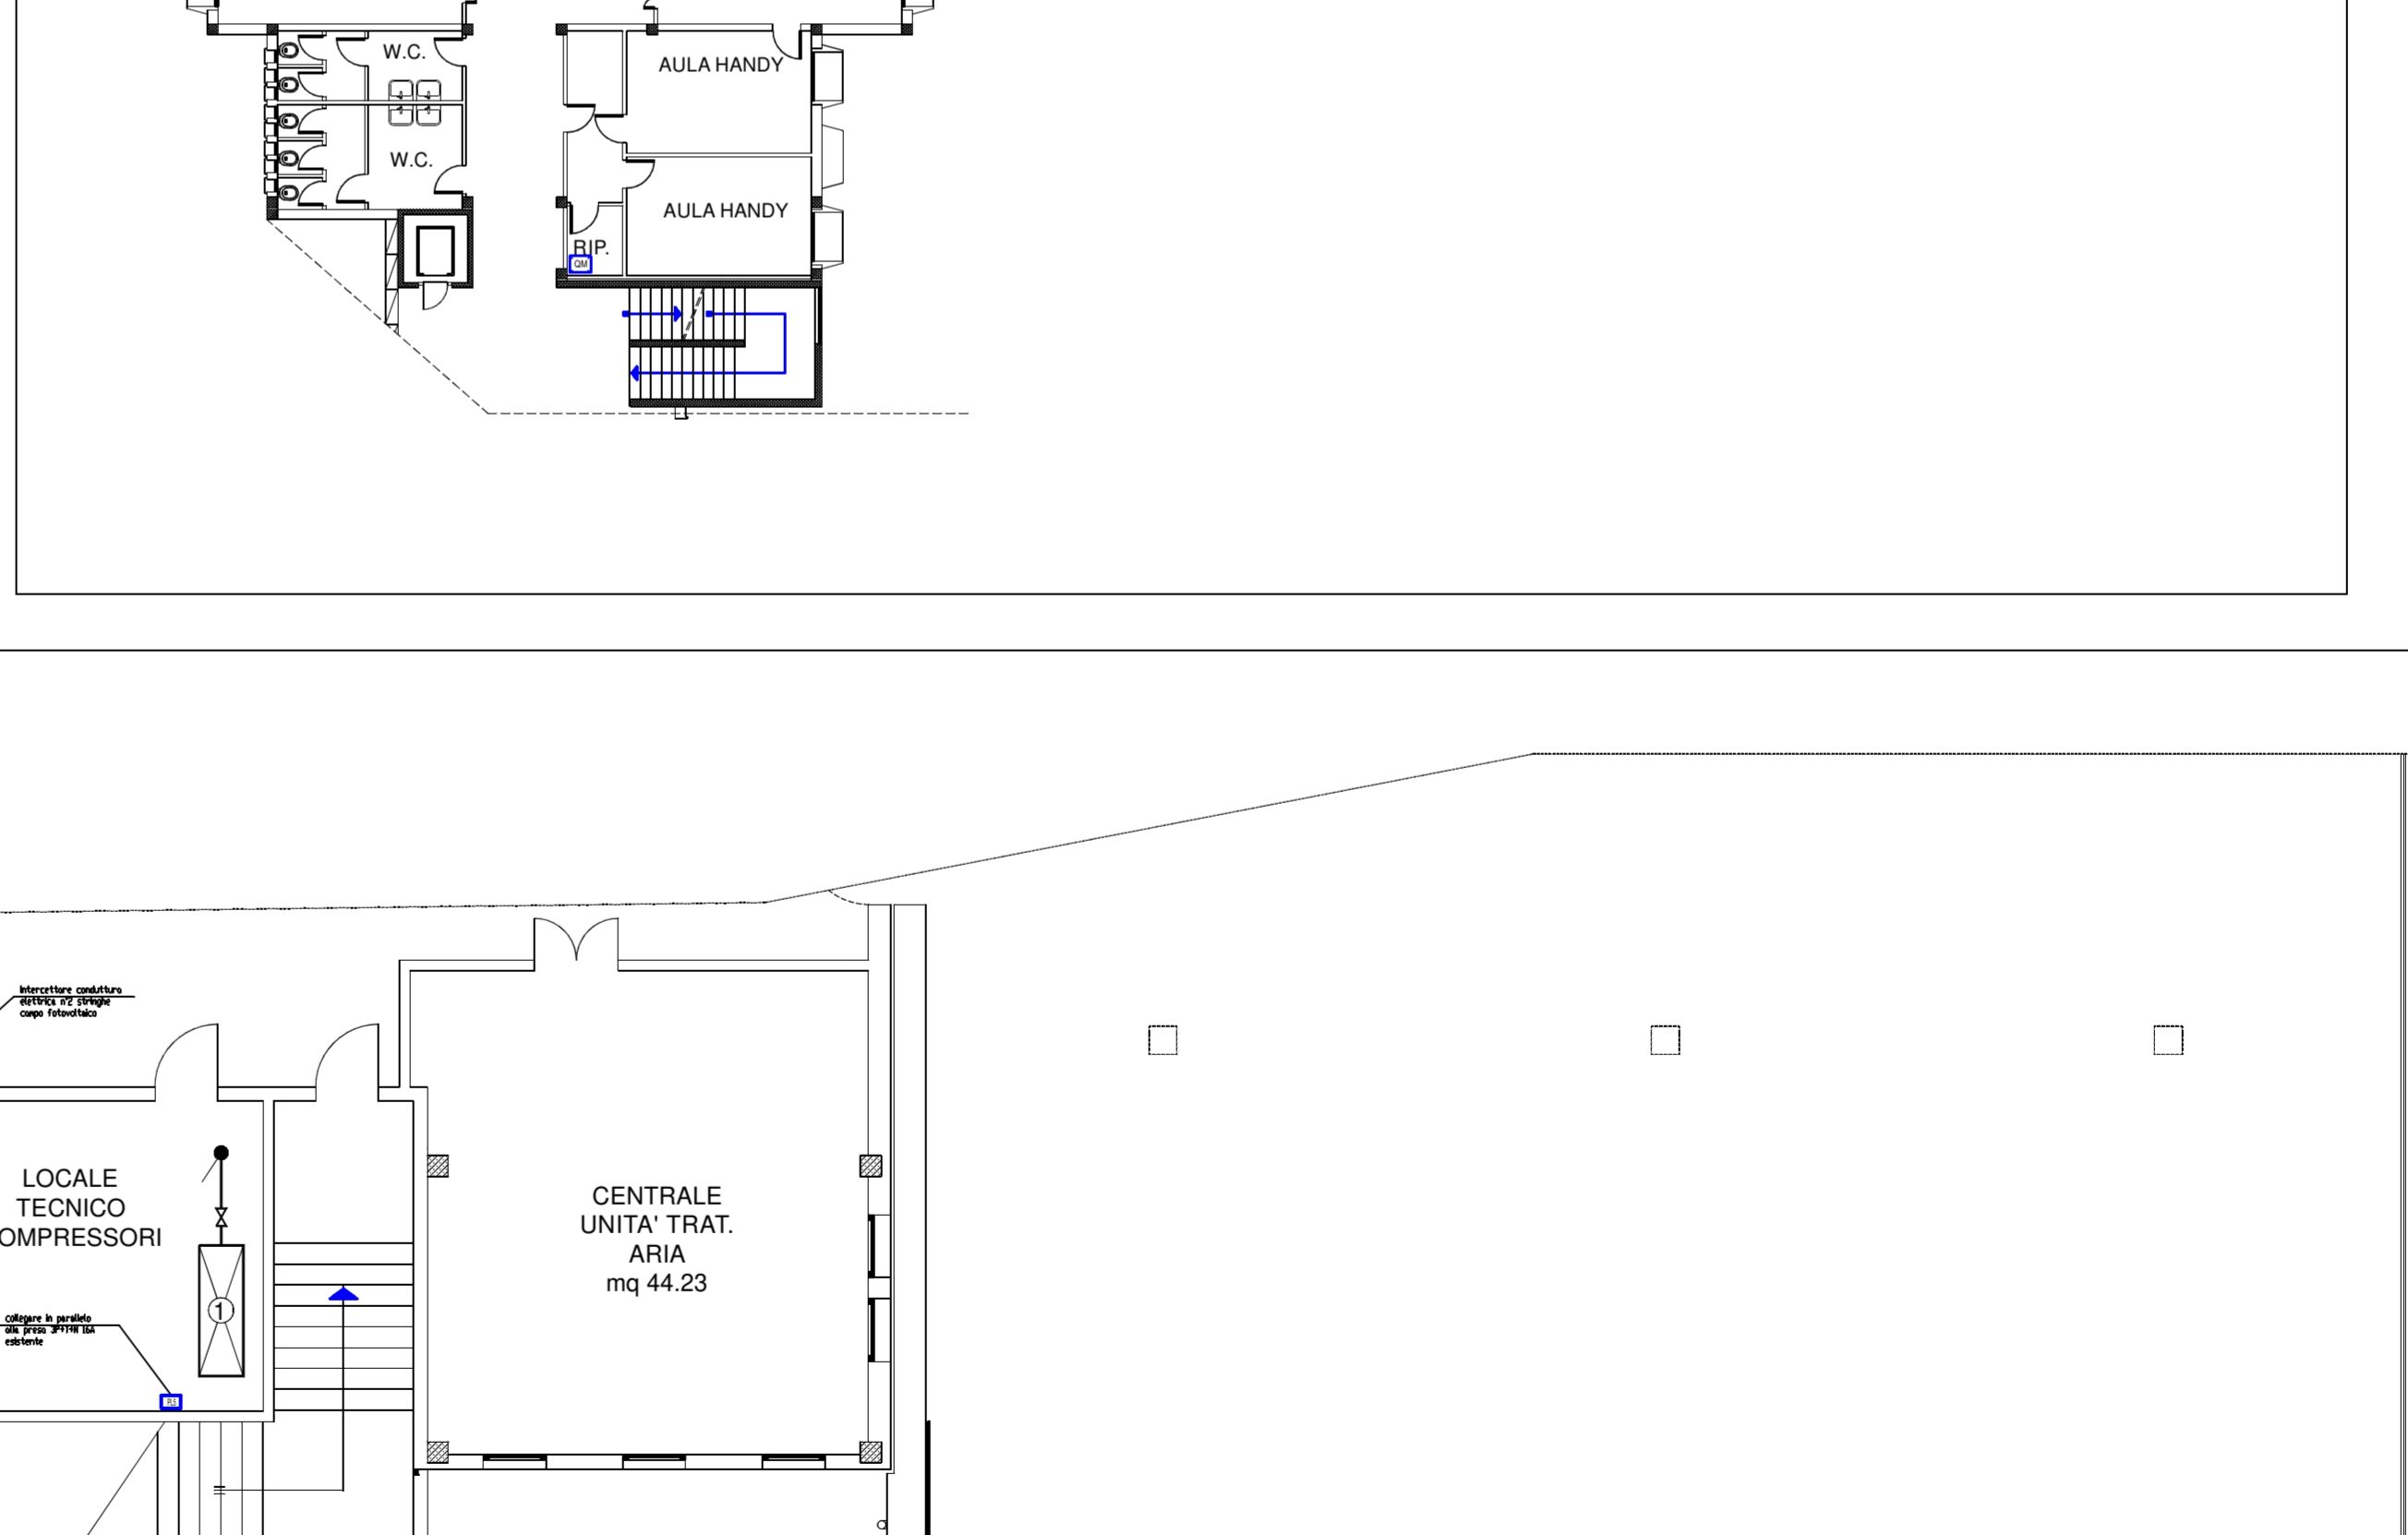 W.C.
AULA HANDY
W.C.
AULA HANDY
RIP.
QM
Intercettare conduttura
elettrica n°2 stringhe
campo fotovoltaico
LOCALE
TECNICO
OMPRESSORI
CENTRALE
UNITA' TRAT.
ARIA
mq 44.23
1
collegare in parallelo
alla presa 3P+T+N 16A
esistente